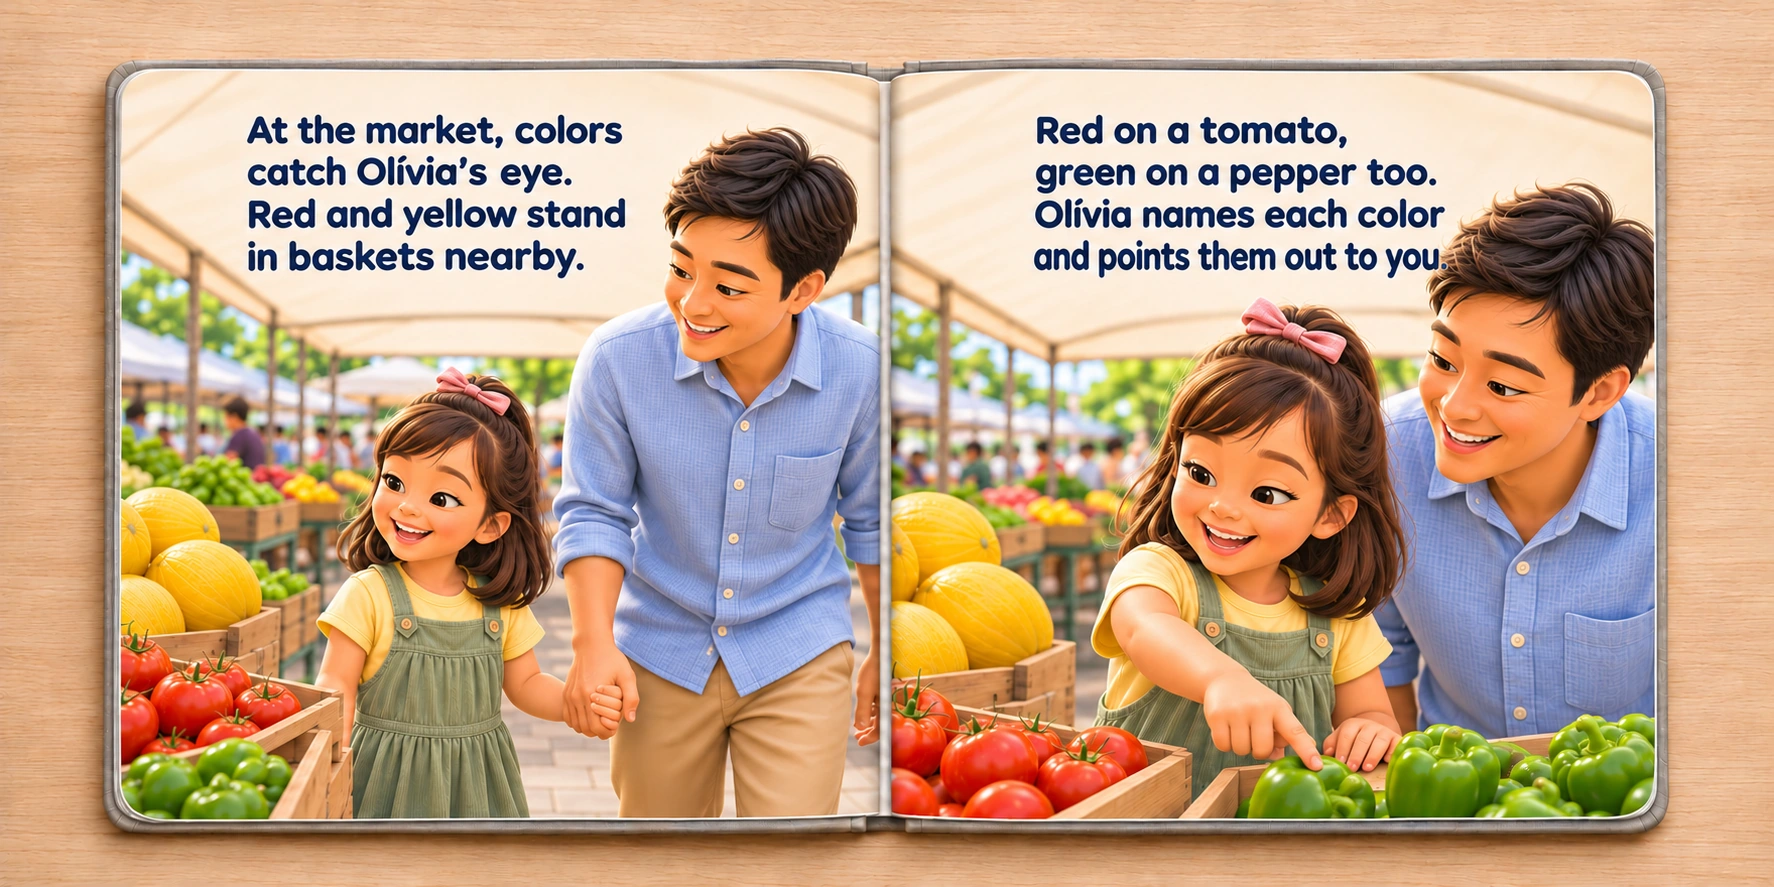 At the market, colors
catch Olívia’s eye.
Red and yellow stand
in baskets nearby.
Red on a tomato,
green on a pepper too.
Olívia names each color
and points them out to you.